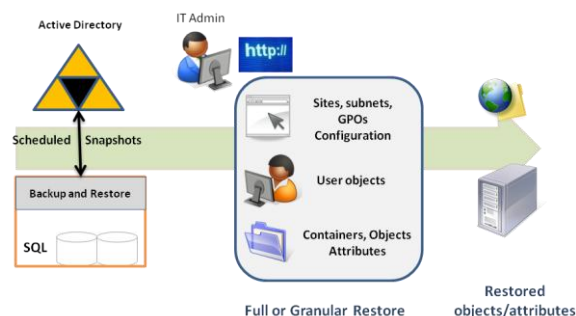 IT Admin
Active Directory
http://
Scheduled Snapshots
Sites, subnets,
GPOs
Configuration
Backup and Restore
User objects
SQL
Containers, Objects
Attributes
Full or Granular Restore
Restored
objects/attributes